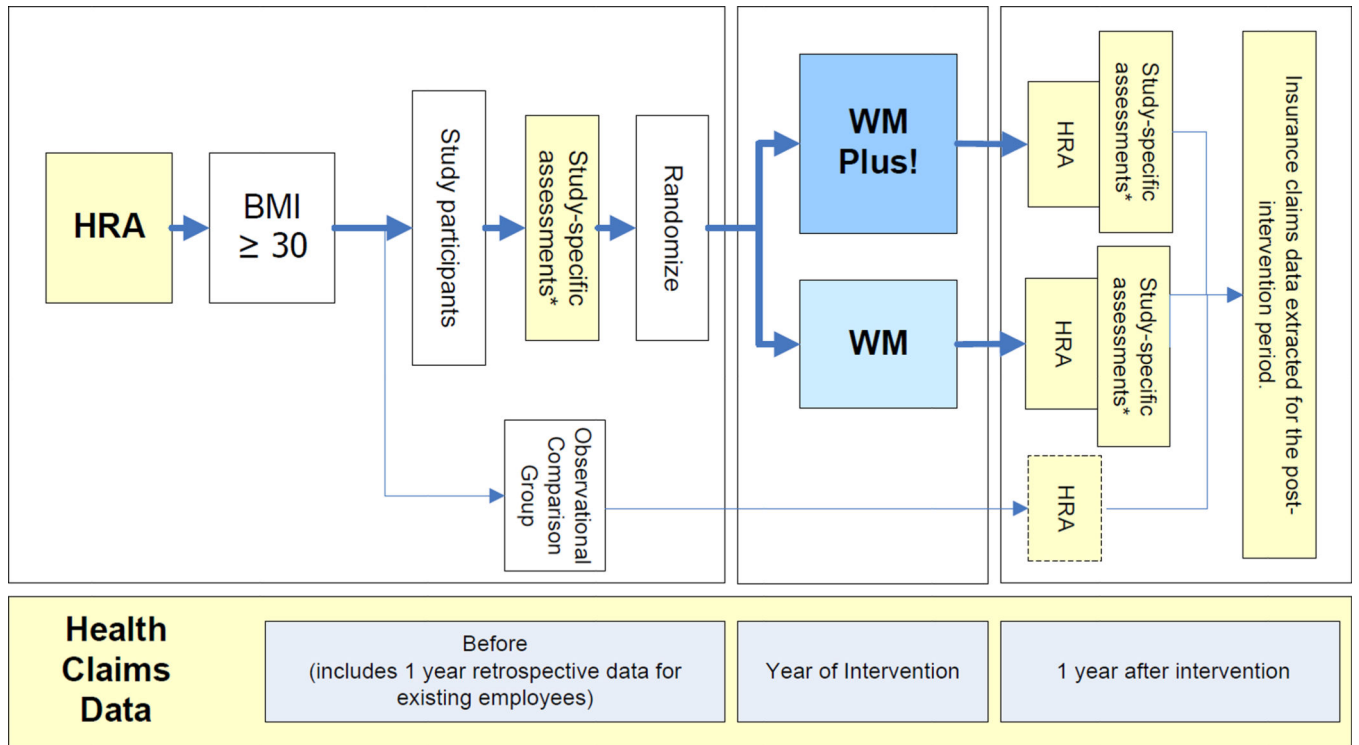 HRA
BMI
≥ 30
Study participants
Study-specific
assessments*
Randomize
Observational
Comparison
Group
WM
Plus!
WM
HRA
Study-specific
assessments*
HRA
Study-specific
assessments*
HRA
Insurance claims data extracted for the post-
intervention period.
Health
Claims
Data
Before
(includes 1 year retrospective data for
existing employees)
Year of Intervention
1 year after intervention